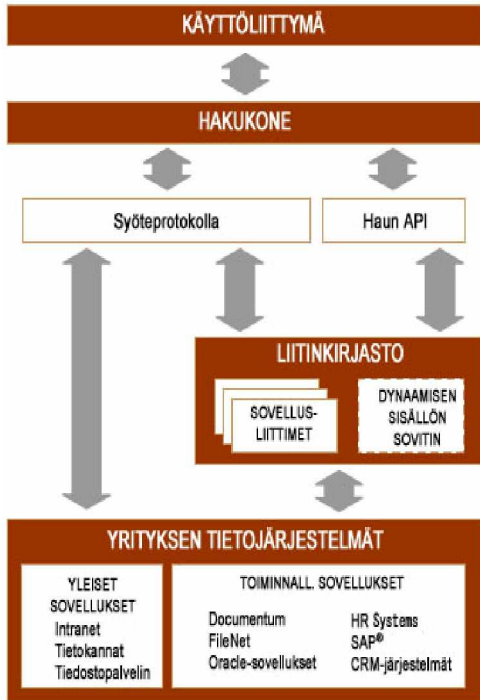 KÄYTTÖLIITTYMÄ
HAKUKONE
Syöteprotokolla
Haun API
LIITINKIRJASTO
SOVELLUS-
LIITTIMET
DYNAAMISEN
SISÄLLÖN
SOVITIN
YRITYKSEN TIETOJÄRJESTELMÄT
YLEISET
SOVELLUKSET
Intranet
Tietokannat
Tiedostopalvelin
TOIMINNALL. SOVELLUKSET
Documentum
FileNet
Oracle-sovellukset
HR Systems
SAP®
CRM-järjestelmät